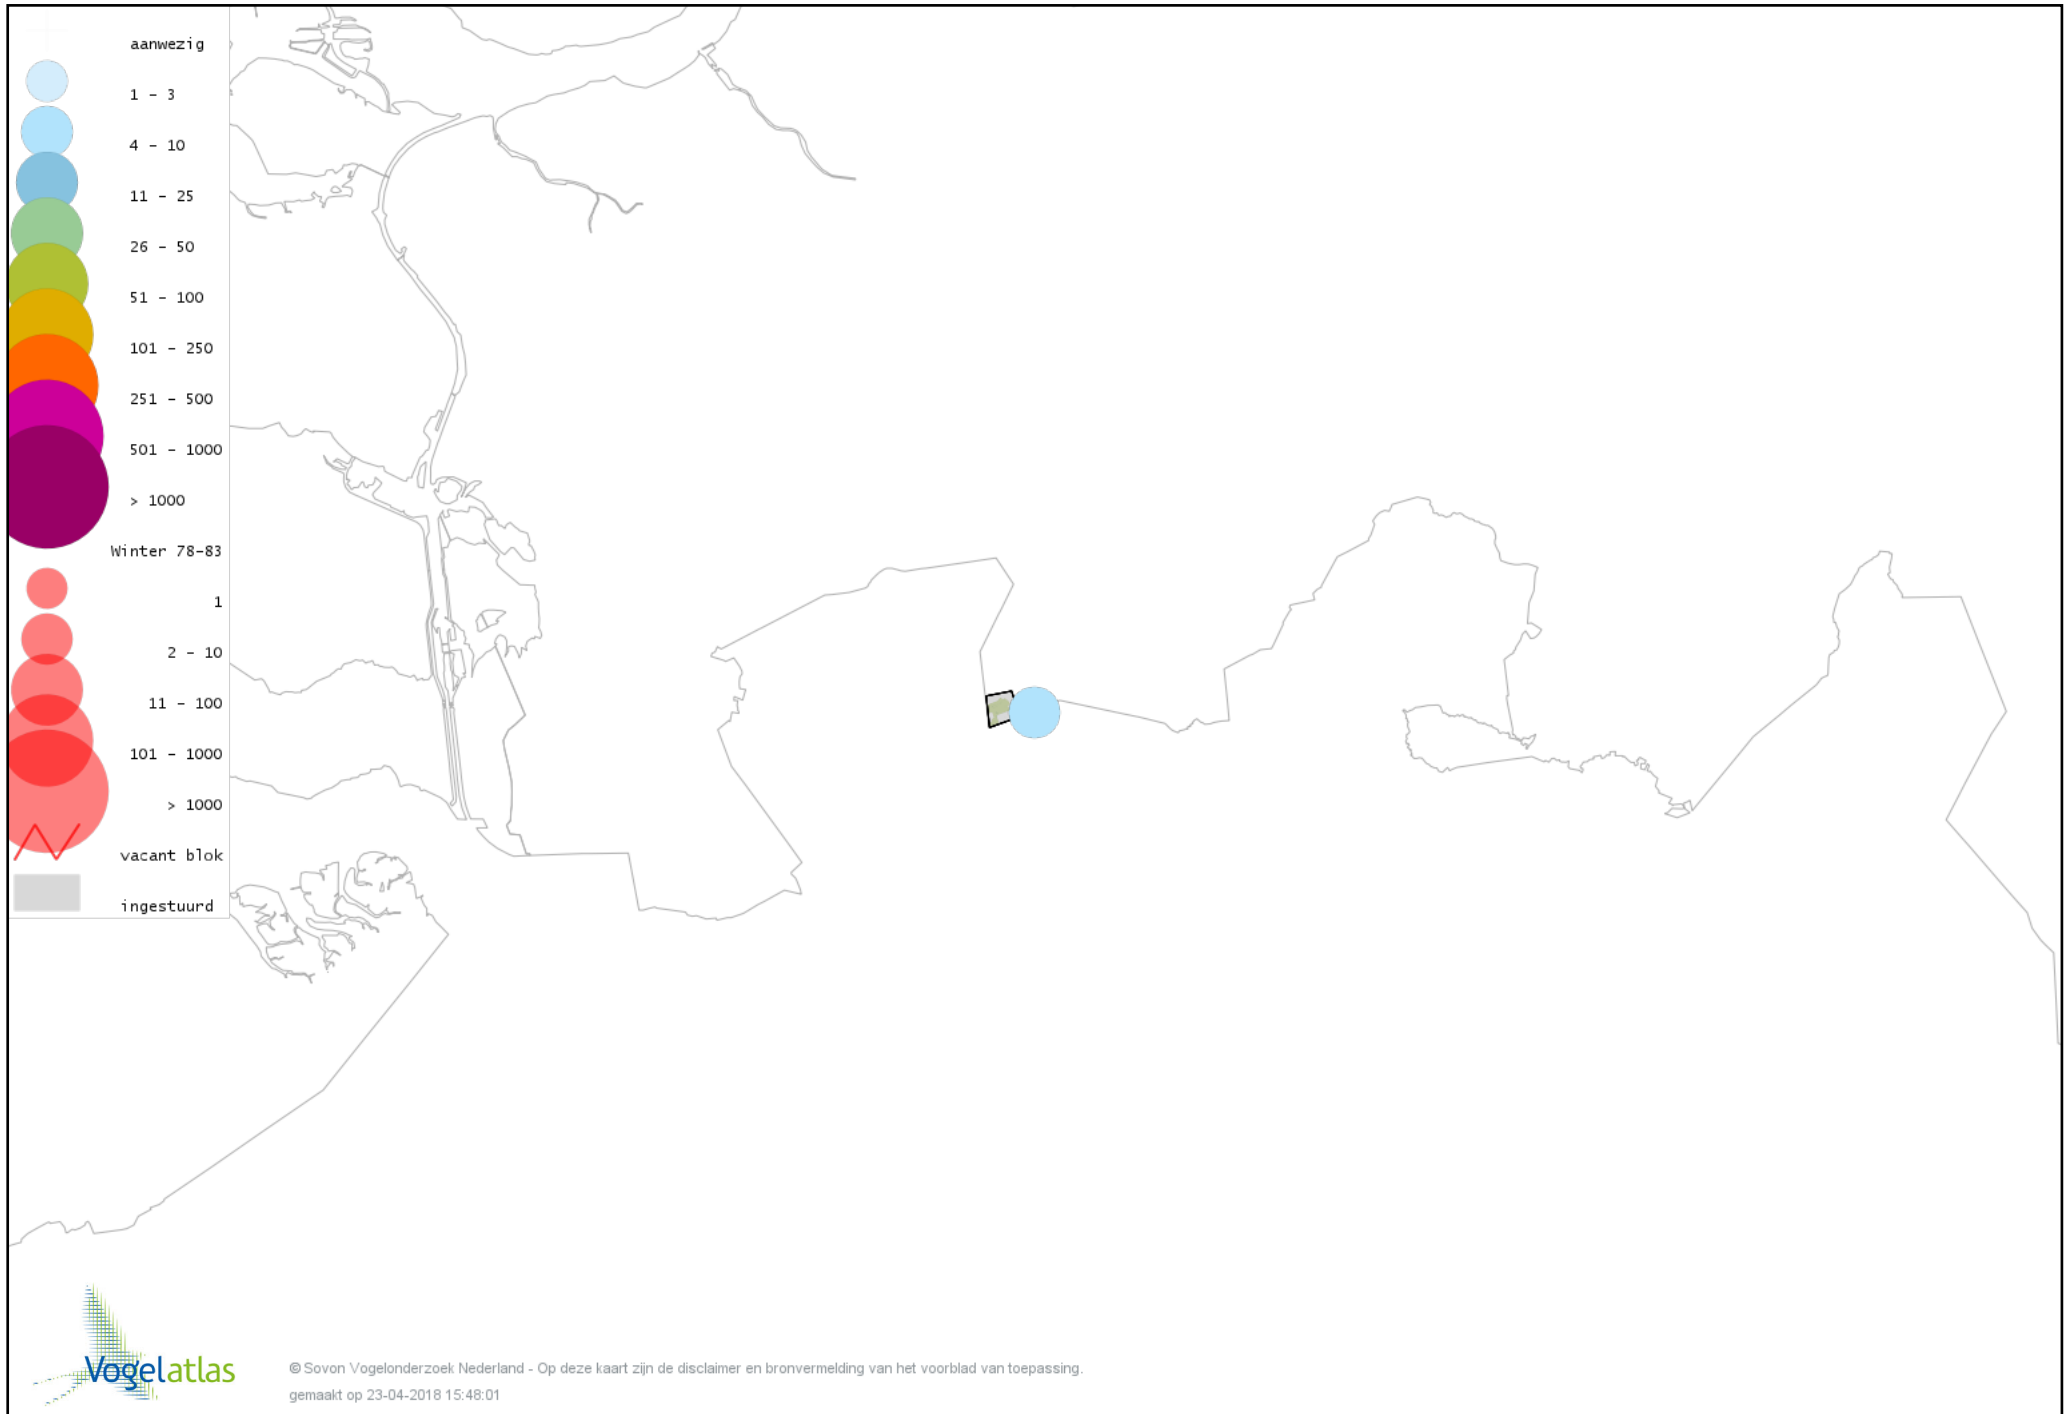 aanwezig
1 - 3
4 - 10
11 - 25
26 - 50
51 - 100
101 - 250
251 - 500
501 - 1000
> 1000
Winter 78-83
1
2 - 10
11 - 100
101 - 1000
> 1000
vacant blok
ingestuurd
Vogelatlas
© Sovon Vogelonderzoek Nederland - Op deze kaart zijn de disclaimer en bronvermelding van het voorblad van toepassing.
gemaakt op 23-04-2018 15:48:01